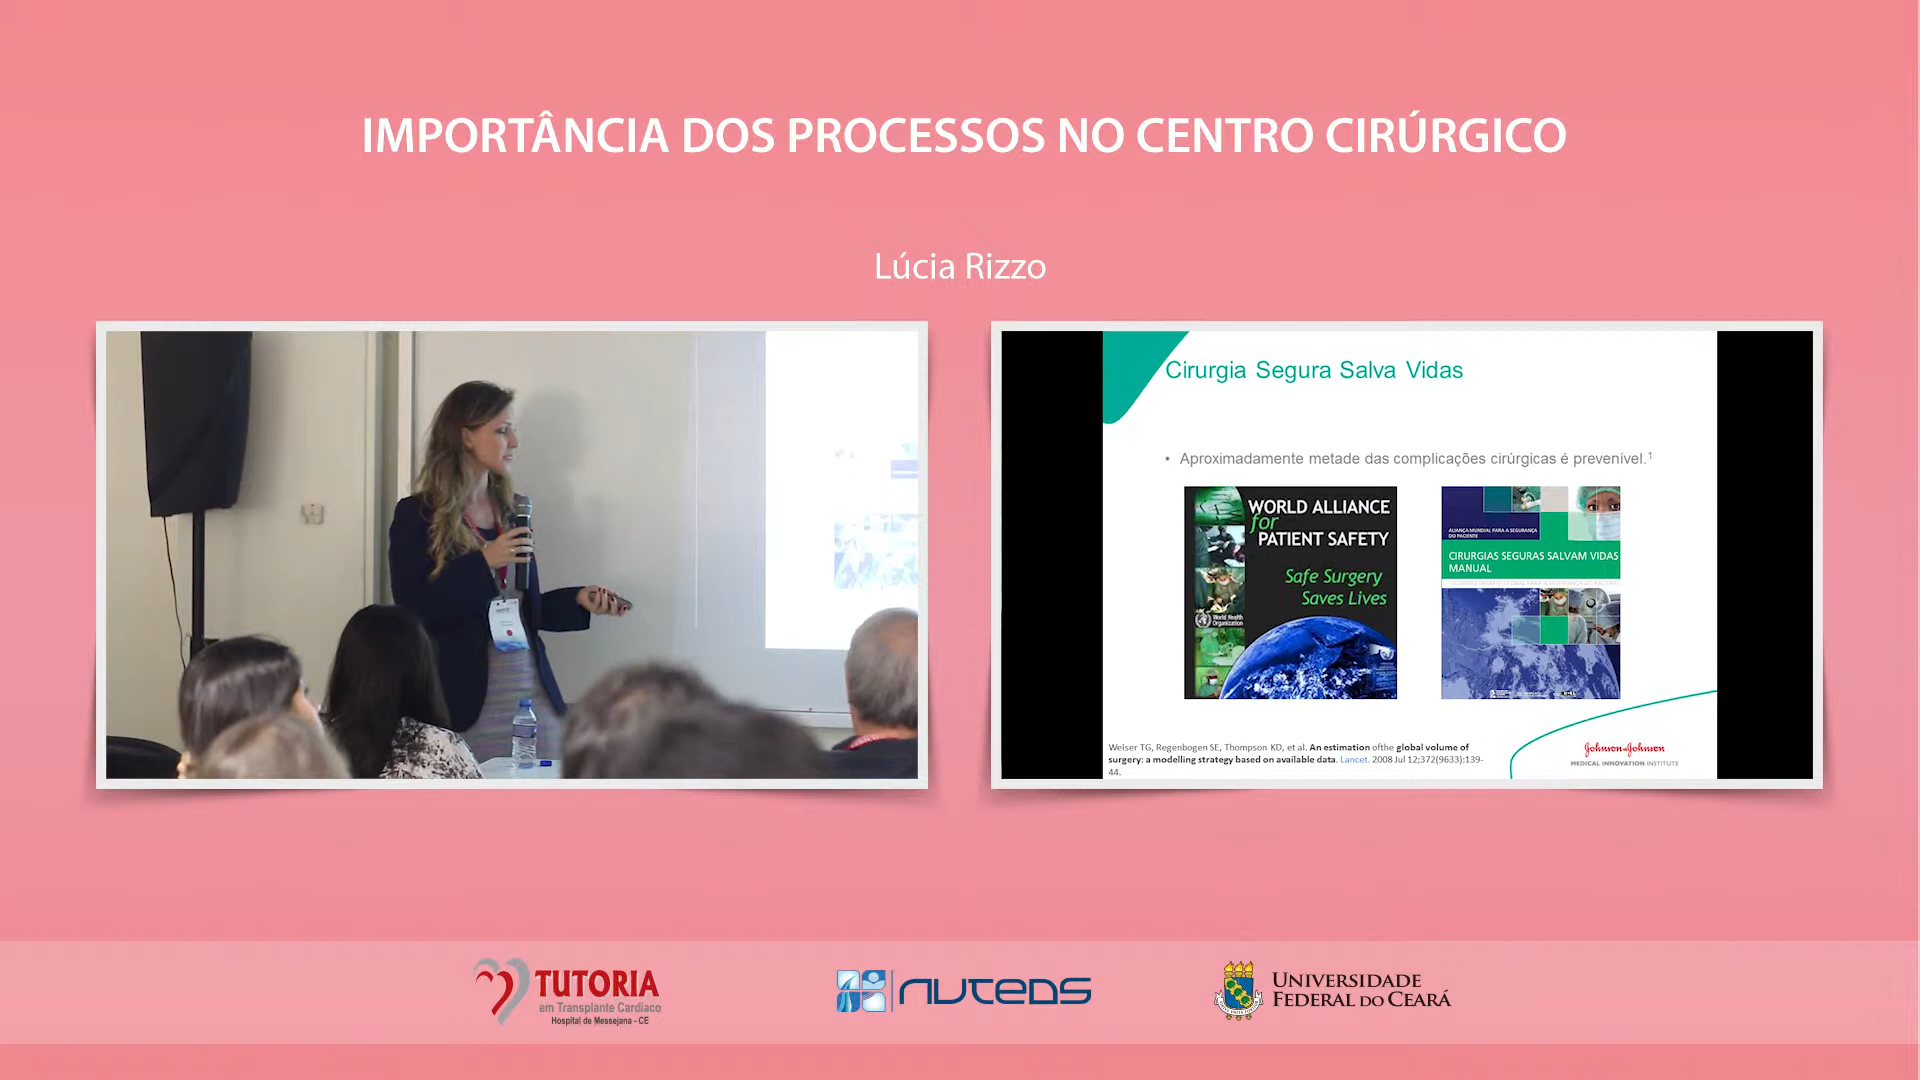 IMPORTÂNCIA DOS PROCESSOS NO CENTRO CIRÚRGICO
Lúcia Rizzo
Cirurgia Segura Salva Vidas
• Aproximadamente metade das complicações cirúrgicas é prevenível.¹
WORLD ALLIANCE
for
PATIENT SAFETY
Safe Surgery
Saves Lives
World Health
Organization
ALIANÇA MUNDIAL PARA A SEGURANÇA
DO PACIENTE
CIRURGIAS SEGURAS SALVAM VIDAS
MANUAL
Weiser TG, Regenbogen SE, Thompson KD, et al. An estimation ofthe global volume of
surgery: a modelling strategy based on available data. Lancet. 2008 Jul 12;372(9633):139-
44.
Johnson & Johnson
MEDICAL INNOVATION INSTITUTE
TUTORIA
em Transplante Cardíaco
Hospital de Messejana - CE
NUTEDS
UNIVERSIDADE
FEDERAL DO CEARÁ